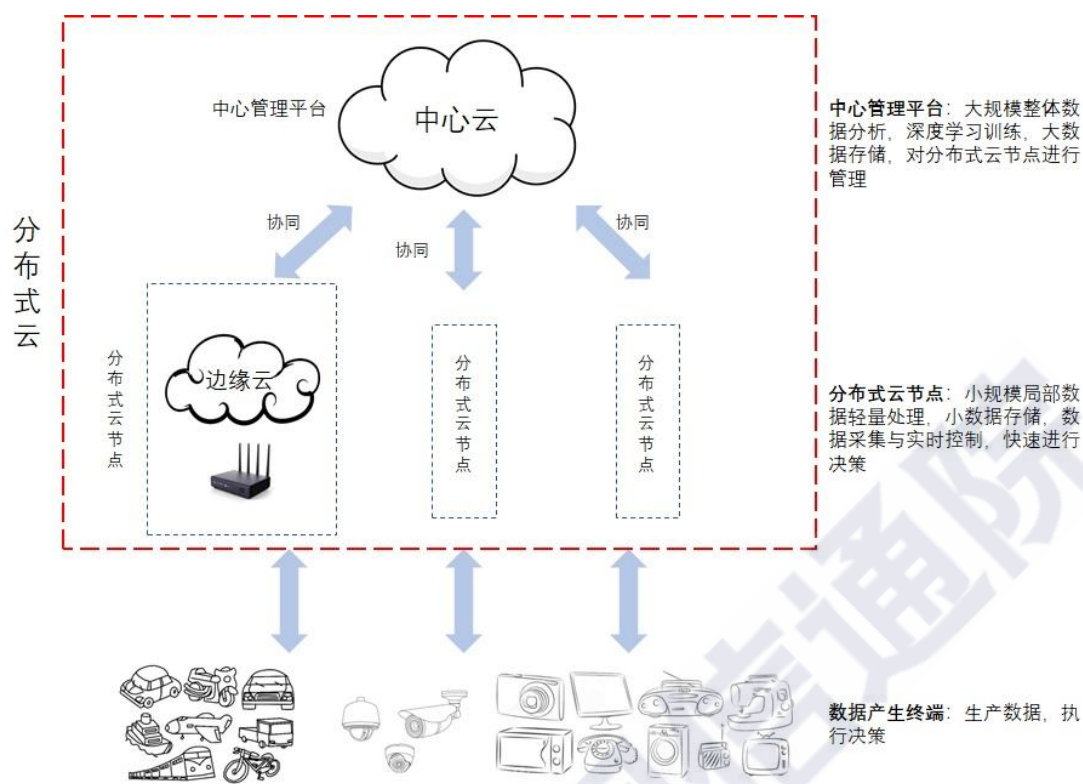 中心管理平台
中心云
中心管理平台：大规模整体数
据分析，深度学习训练，大数
据存储，对分布式云节点进行
管理
协同
协同
协同
分布式云
分布式云节点
边缘云
分布式云节点
分布式云节点
分布式云节点：小规模局部数
据轻量处理，小数据存储，数
据采集与实时控制，快速进行
决策
数据产生终端：生产数据，执
行决策
信通院